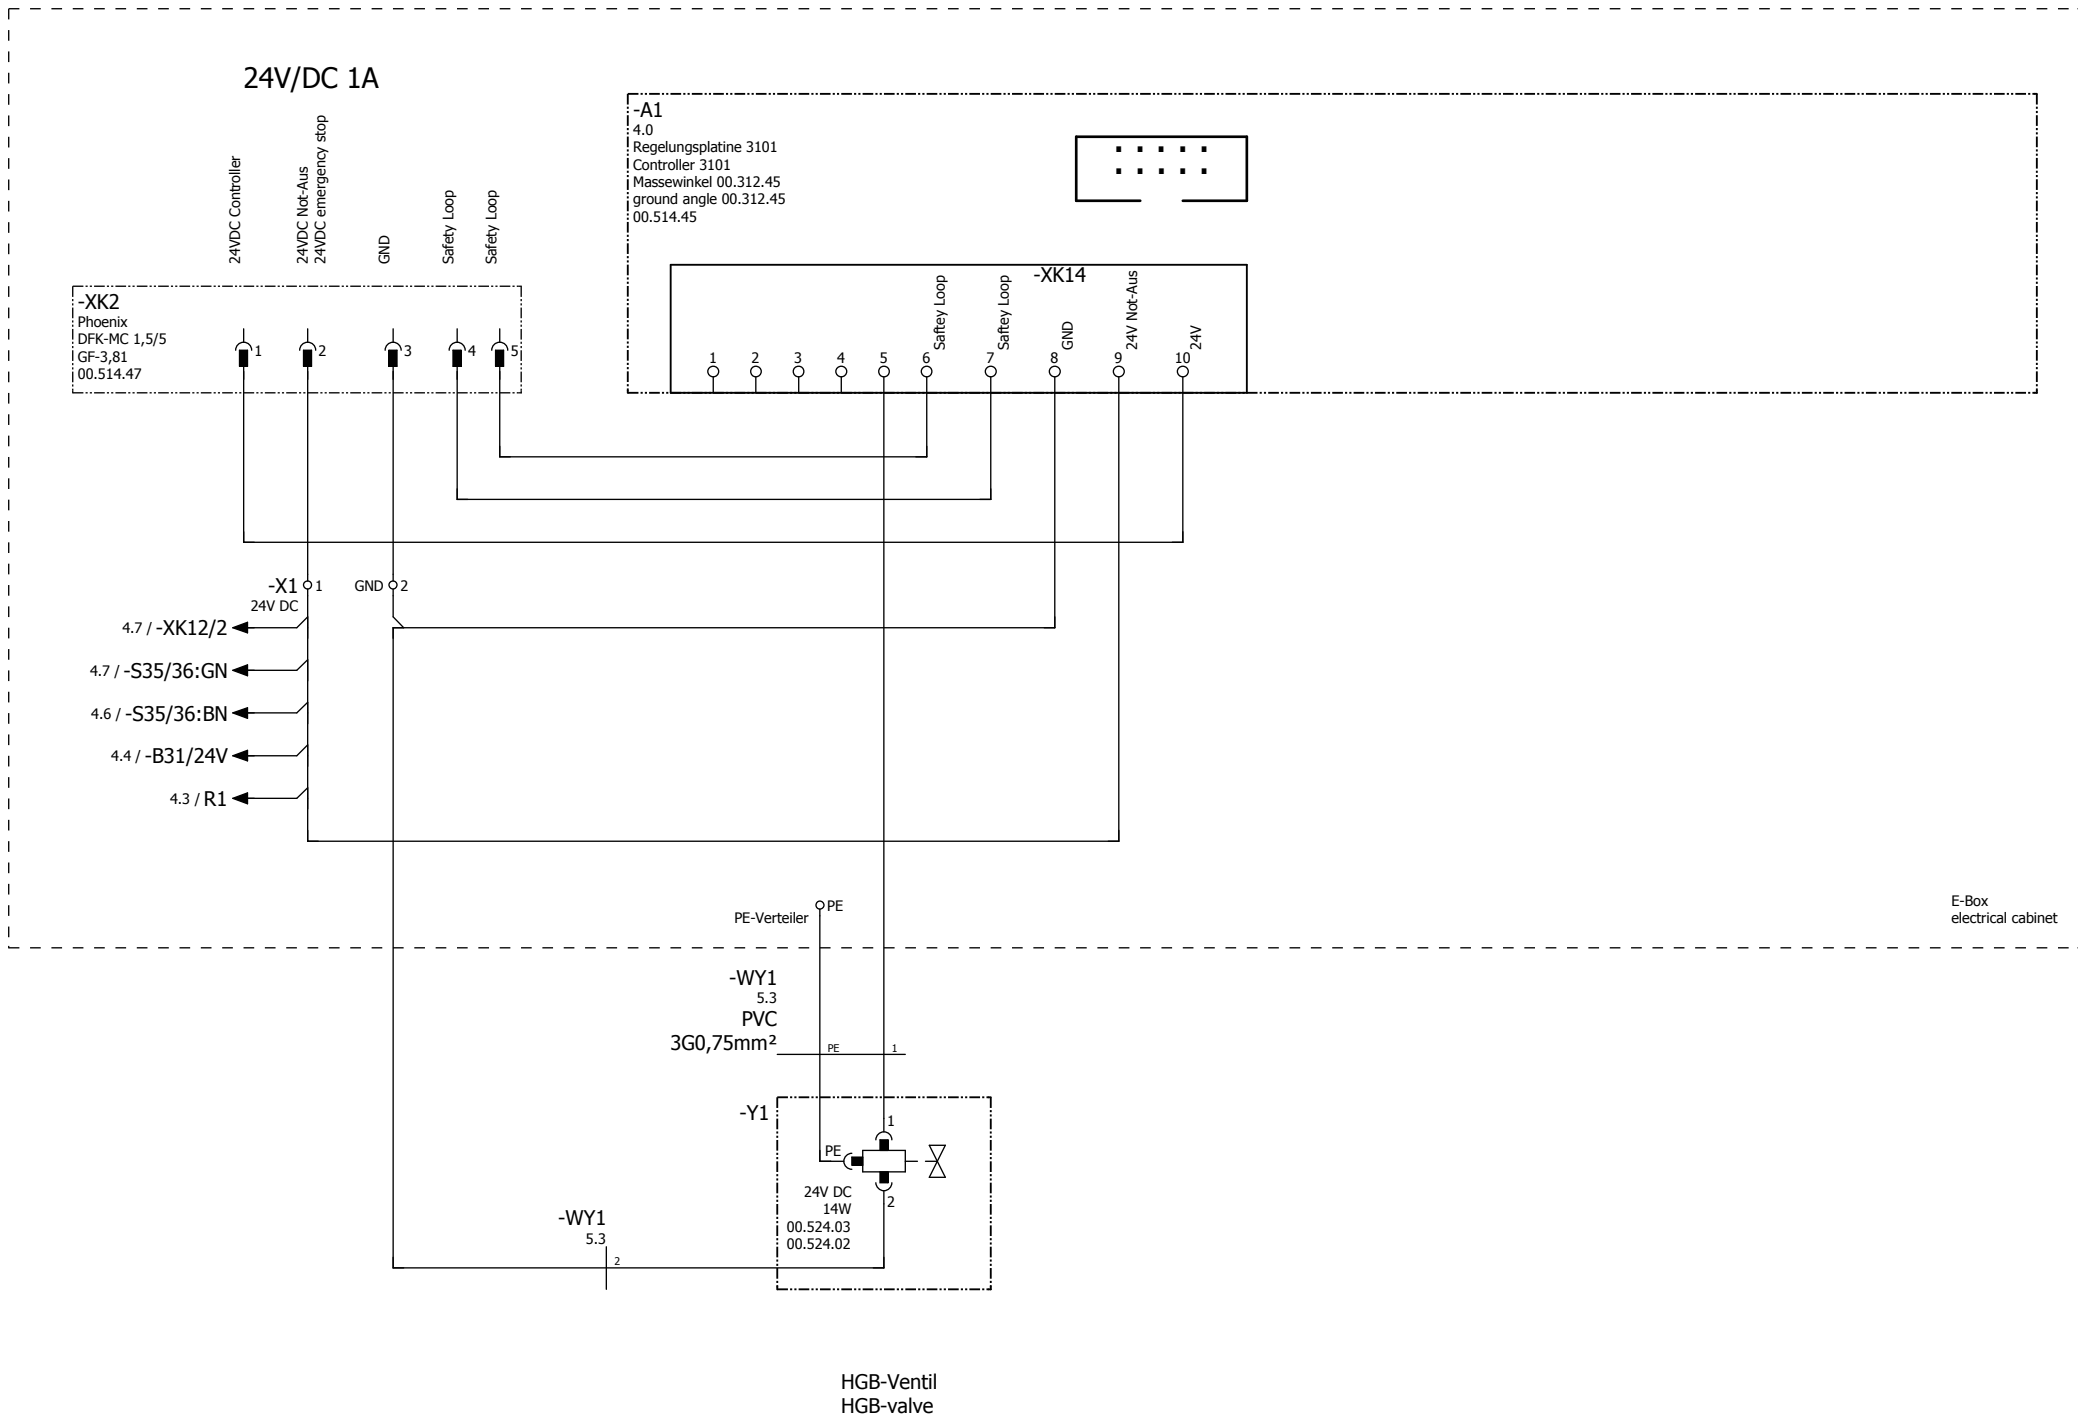 24V/DC 1A
24VDC Controller
24VDC Not-Aus
24VDC emergency stop
GND
Safety Loop
Safety Loop
-XK2
Phoenix
DFK-MC 1,5/5
GF-3,81
00.514.47
1
2
3
4
5
-A1
4.0
Regelungsplatine 3101
Controller 3101
Massewinkel 00.312.45
ground angle 00.312.45
00.514.45
-XK14
Saftey Loop
Saftey Loop
GND
24V Not-Aus
24V
1
2
3
4
5
6
7
8
9
10
-X1
1
24V DC
GND
2
4.7 / -XK12/2
4.7 / -S35/36:GN
4.6 / -S35/36:BN
4.4 / -B31/24V
4.3 / R1
PE
PE-Verteiler
E-Box
electrical cabinet
-WY1
5.3
PVC
3G0,75mm²
PE
1
-Y1
1
PE
2
24V DC
14W
00.524.03
00.524.02
-WY1
5.3
2
HGB-Ventil
HGB-valve